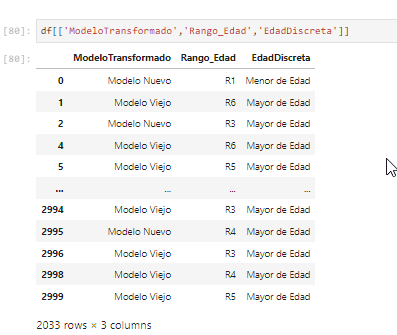 [80]: df[['ModeloTransformado','Rango_Edad','EdadDiscreta']]
[80]: ModeloTransformado Rango_Edad EdadDiscreta
0 Modelo Nuevo R1 Menor de Edad
1 Modelo Viejo R6 Mayor de Edad
2 Modelo Nuevo R3 Mayor de Edad
4 Modelo Viejo R6 Mayor de Edad
5 Modelo Viejo R5 Mayor de Edad
... ... ... ...
2994 Modelo Viejo R3 Mayor de Edad
2995 Modelo Nuevo R4 Mayor de Edad
2996 Modelo Viejo R3 Mayor de Edad
2998 Modelo Viejo R4 Mayor de Edad
2999 Modelo Viejo R5 Mayor de Edad
2033 rows × 3 columns